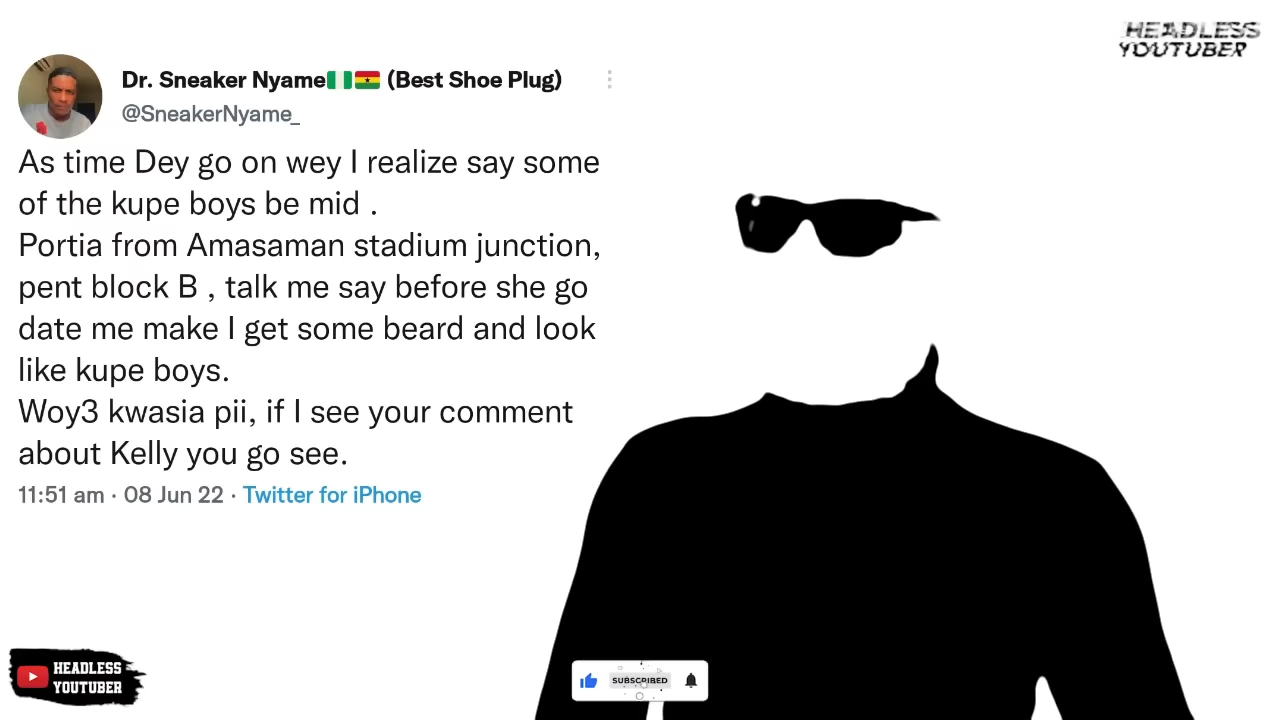 HEADLESS
YOUTUBER
Dr. Sneaker Nyame🇳🇬🇬🇭 (Best Shoe Plug)
@SneakerNyame_
As time Dey go on wey I realize say some
of the kupe boys be mid .
Portia from Amasaman stadium junction,
pent block B , talk me say before she go
date me make I get some beard and look
like kupe boys.
Woy3 kwasia pii, if I see your comment
about Kelly you go see.
11:51 am · 08 Jun 22 · Twitter for iPhone
HEADLESS
YOUTUBER
SUBSCRIBED